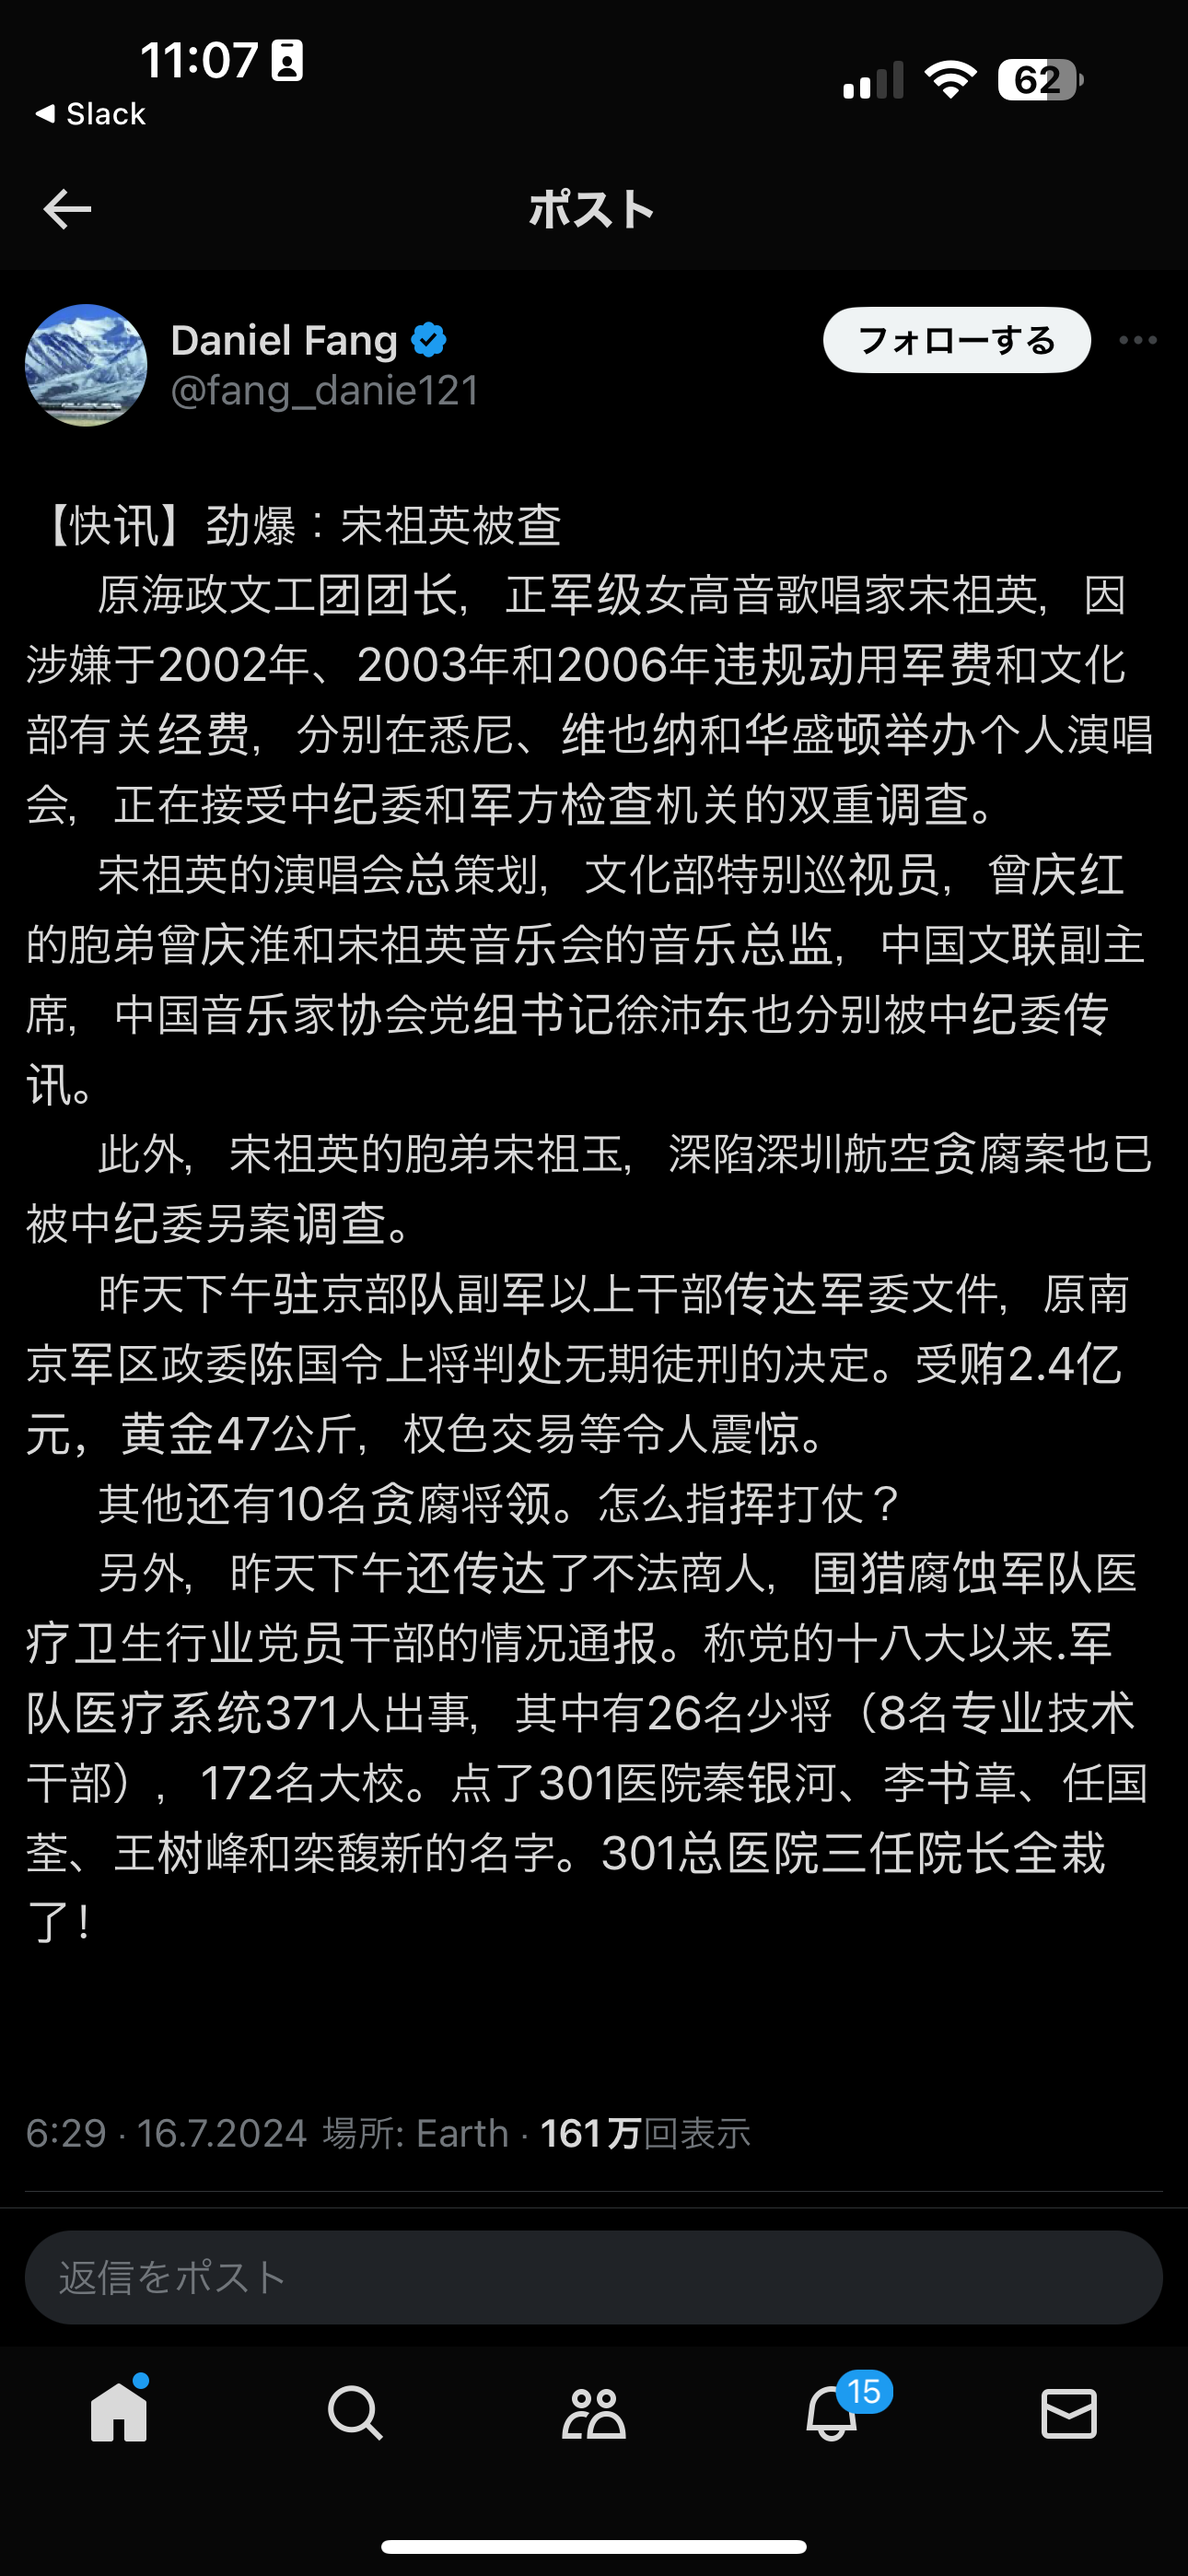 11:07
◀ Slack
62
ポスト
Daniel Fang
@fang_danie121
フォローする
【快讯】劲爆：宋祖英被查
原海政文工团团长，正军级女高音歌唱家宋祖英，因
涉嫌于2002年、2003年和2006年违规动用军费和文化
部有关经费，分别在悉尼、维也纳和华盛顿举办个人演唱
会，正在接受中纪委和军方检查机关的双重调查。
宋祖英的演唱会总策划，文化部特别巡视员，曾庆红
的胞弟曾庆淮和宋祖英音乐会的音乐总监，中国文联副主
席，中国音乐家协会党组书记徐沛东也分别被中纪委传
讯。
此外，宋祖英的胞弟宋祖玉，深陷深圳航空贪腐案也已
被中纪委另案调查。
昨天下午驻京部队副军以上干部传达军委文件，原南
京军区政委陈国令上将判处无期徒刑的决定。受贿2.4亿
元，黄金47公斤，权色交易等令人震惊。
其他还有10名贪腐将领。怎么指挥打仗？
另外，昨天下午还传达了不法商人，围猎腐蚀军队医
疗卫生行业党员干部的情况通报。称党的十八大以来.军
队医疗系统371人出事，其中有26名少将（8名专业技术
干部），172名大校。点了301医院秦银河、李书章、任国
荃、王树峰和栾馥新的名字。301总医院三任院长全栽
了！
6:29 · 16.7.2024 場所: Earth · 161万回表示
返信をポスト
15